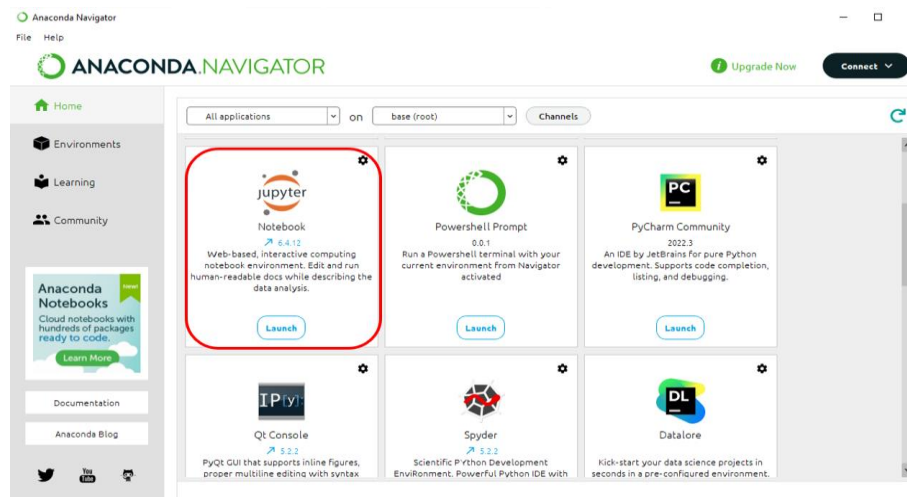 Anaconda Navigator
File Help
ANACONDA.NAVIGATOR
Upgrade Now
Connect
Home
Environments
Learning
Community
Anaconda
Notebooks
New!
Cloud notebooks with
hundreds of packages
ready to code.
Learn More
Documentation
Anaconda Blog
You
Tube
All applications on base (root) Channels
jupyter
Notebook
6.4.12
Web-based, interactive computing
notebook environment. Edit and run
human-readable docs while describing the
data analysis.
Launch
Powershell Prompt
0.0.1
Run a Powershell terminal with your
current environment from Navigator
activated
Launch
PC
PyCharm Community
2022.3
An IDE by JetBrains for pure Python
development. Supports code completion,
listing, and debugging.
Launch
IP[y]:
Qt Console
5.2.2
PyQt GUI that supports inline figures,
proper multiline editing with syntax
Spyder
5.2.2
Scientific PYthon Development
EnviRonment. Powerful Python IDE with
DL
Datalore
Kick-start your data science projects in
seconds in a pre-configured environment.